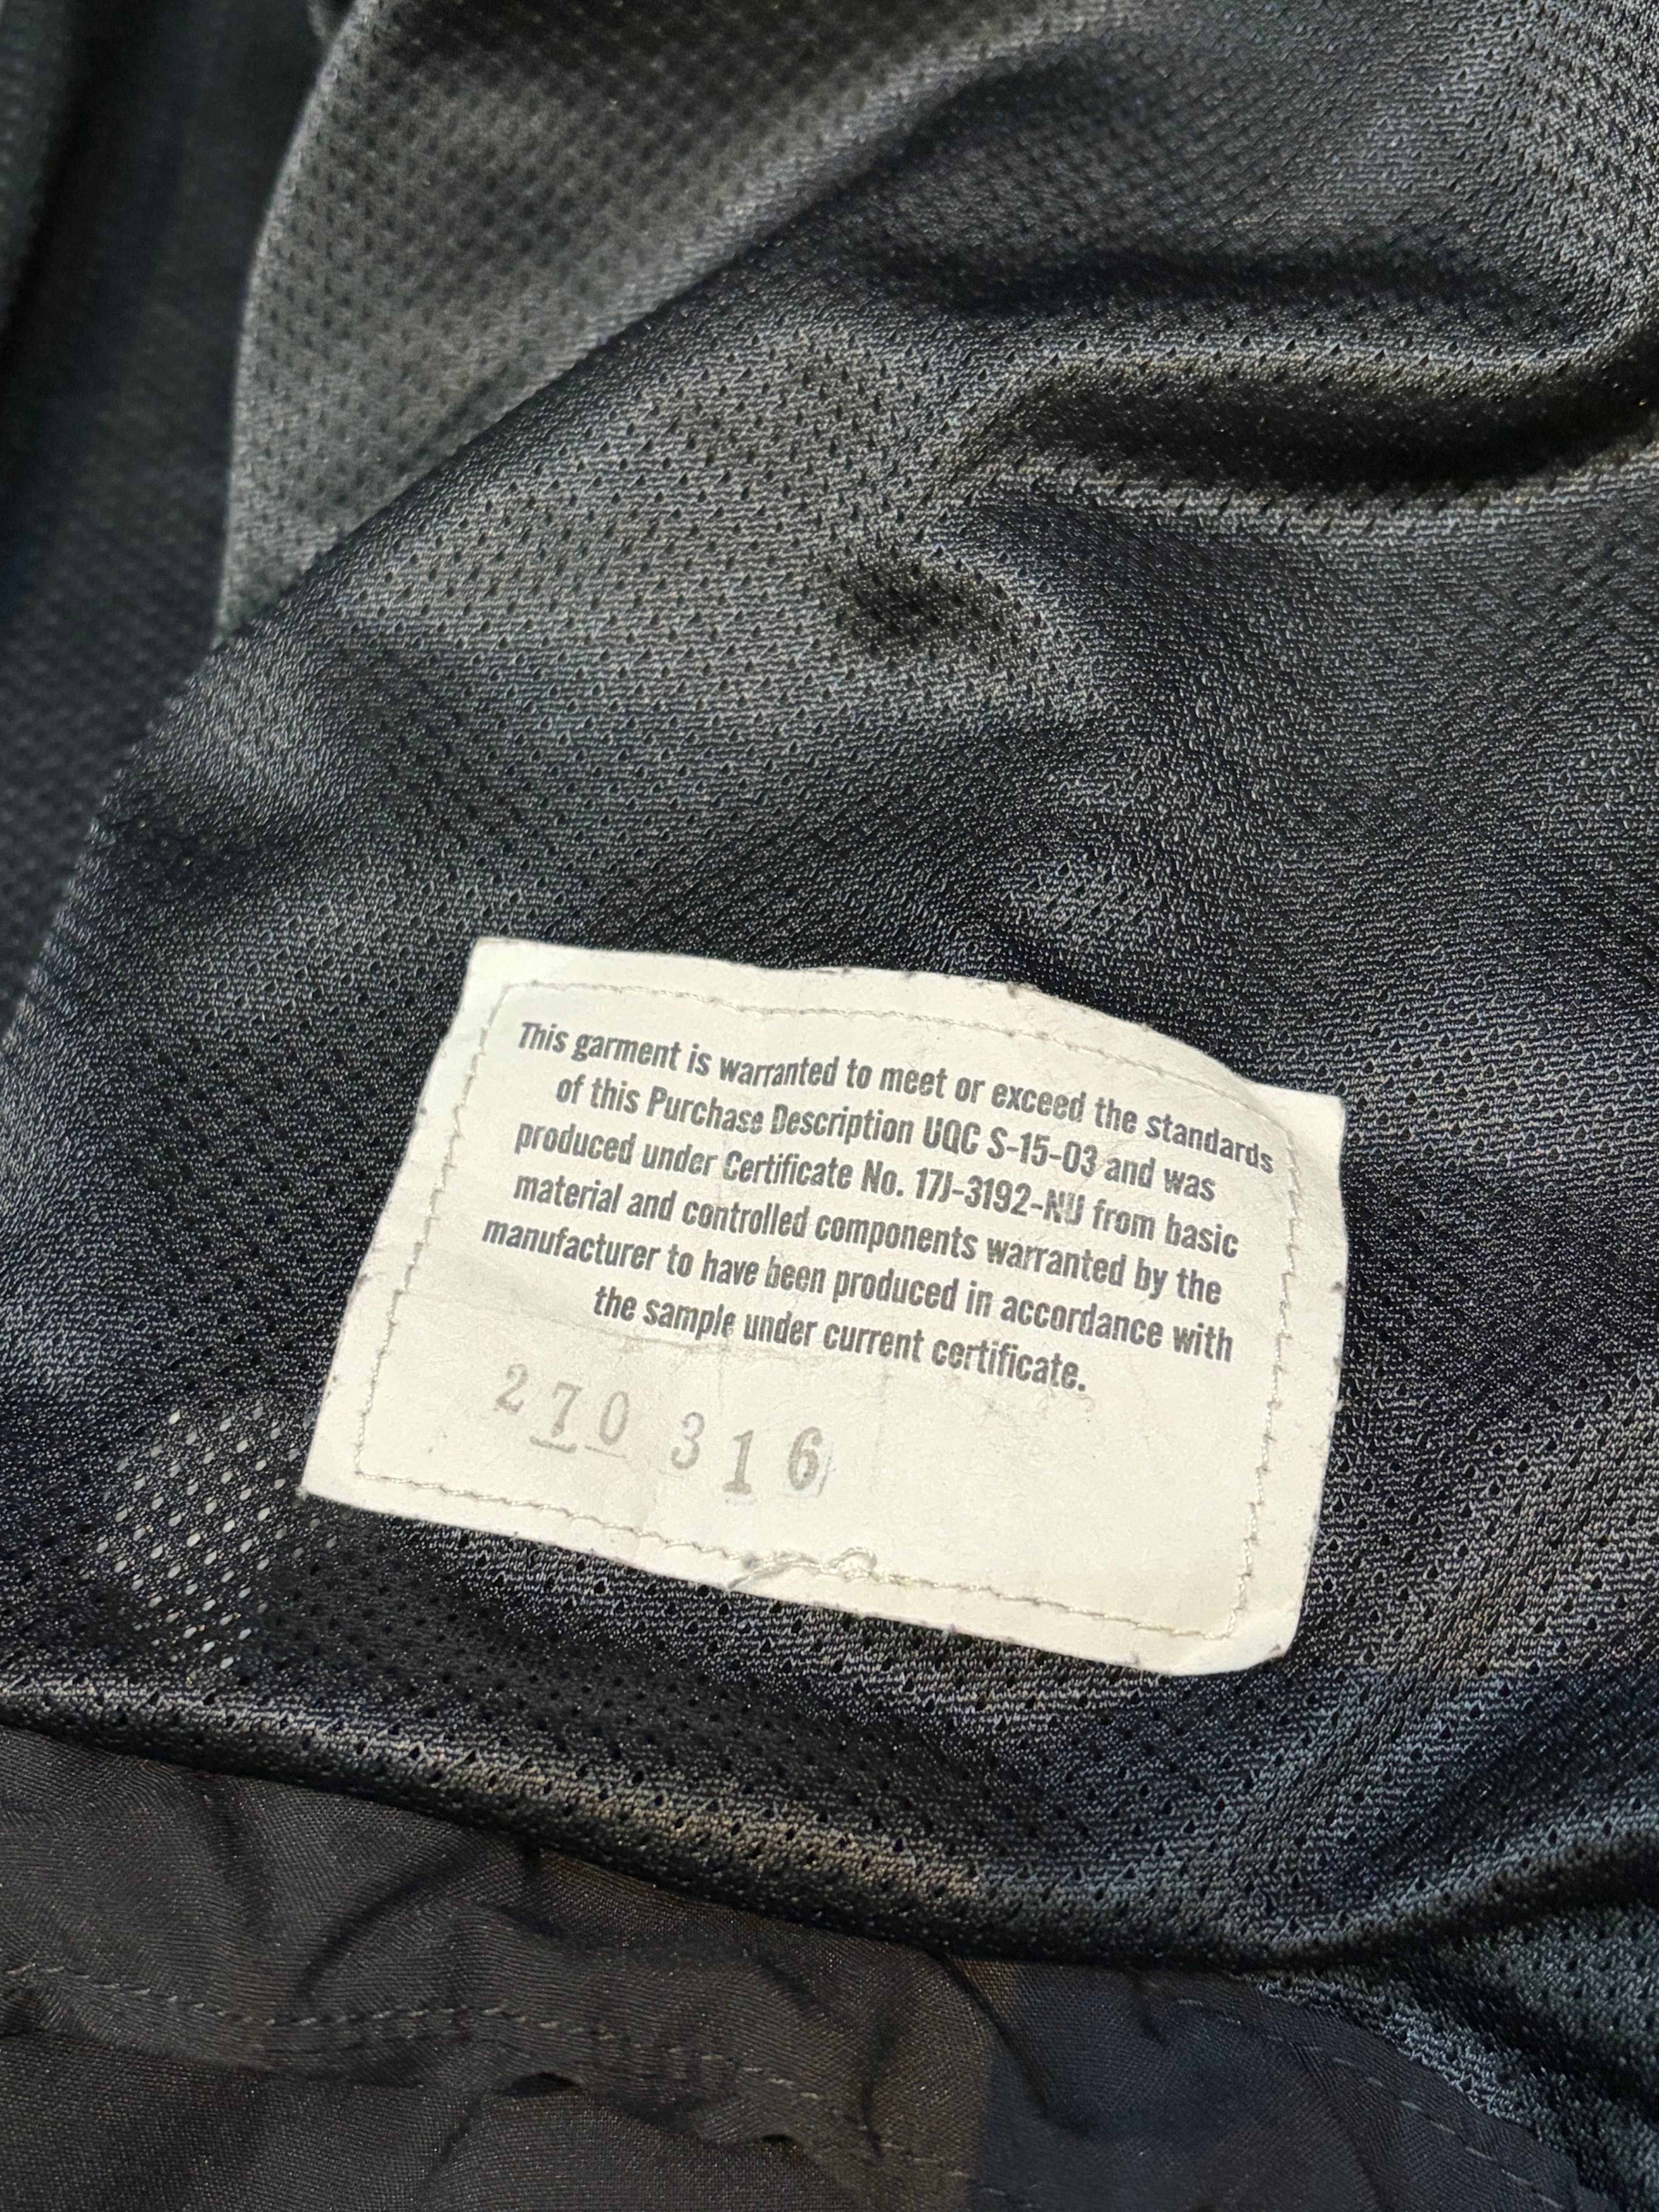 This garment is warranted to meet or exceed the standards
of this Purchase Description UQC S-15-03 and was
produced under Certificate No. 17J-3192-NU from basic
material and controlled components warranted by the
manufacturer to have been produced in accordance with
the sample under current certificate.
270 316